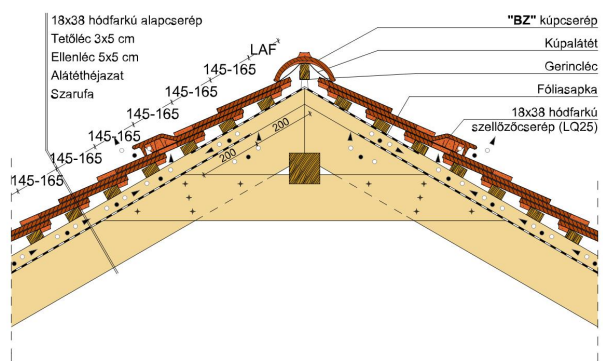 18x38 hódfarkú alapcserép
Tetőléc 3x5 cm
Ellenléc 5x5 cm
Alátéthéjazat
Szarufa
"BZ" kúpcserép
Kúpalátét
Gerincléc
Fóliasapka
18x38 hódfarkú
szellőzőcserép (LQ25)
LAF
145-165
145-165
145-165
145-165
145-165
200
200